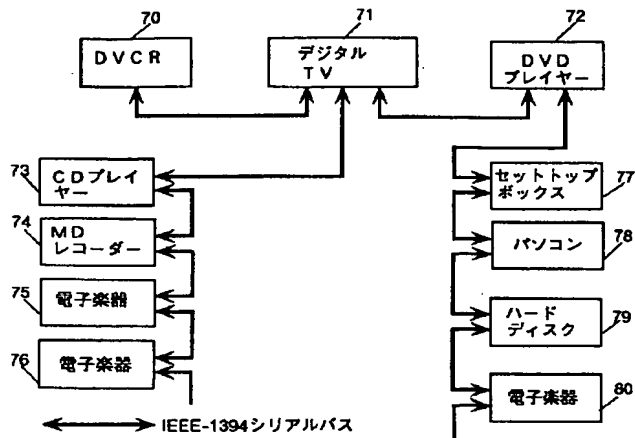 70
DVCR
71
デジタル
TV
72
DVD
プレイヤー
73
CDプレイ
ヤー
74
MD
レコーダー
75
電子楽器
76
電子楽器
セットトップ
ボックス
77
パソコン
78
ハード
ディスク
79
電子楽器
80
IEEE-1394シリアルバス